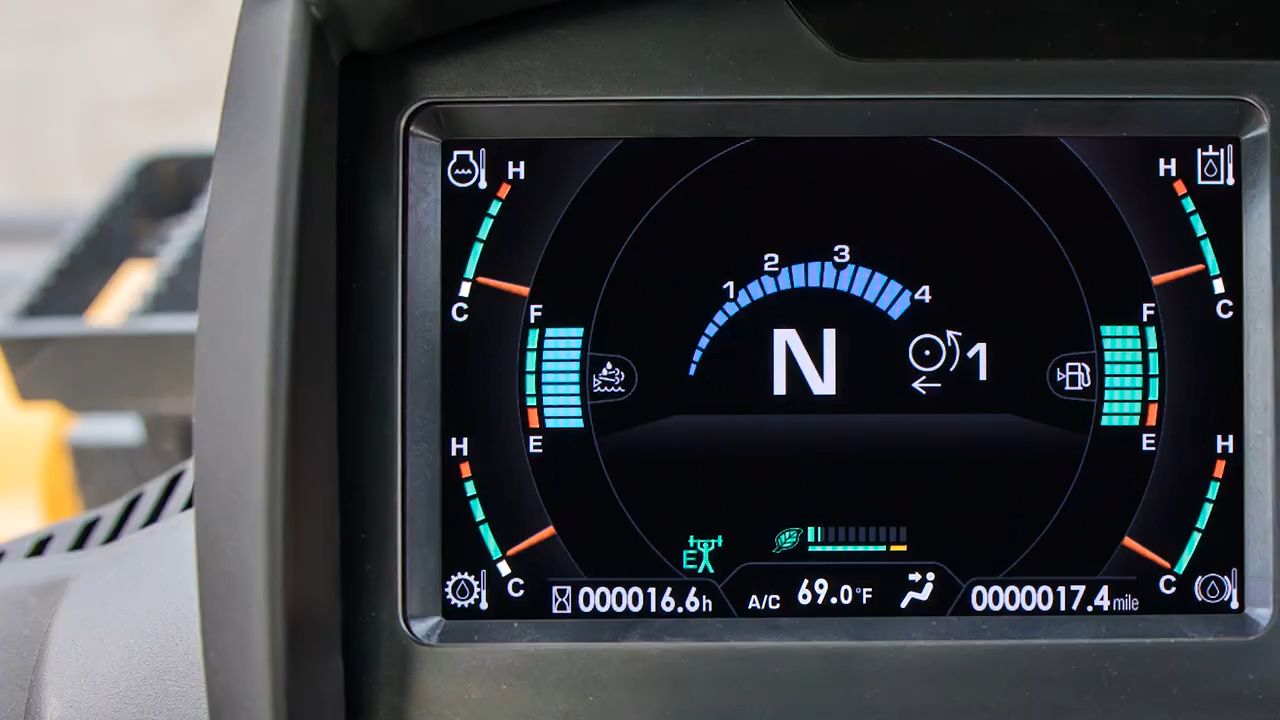 H
H
C
C
F
F
E
E
1
2
3
4
N
1
H
H
C
C
E
000016.6h
A/C 69.0°F
0000017.4mile